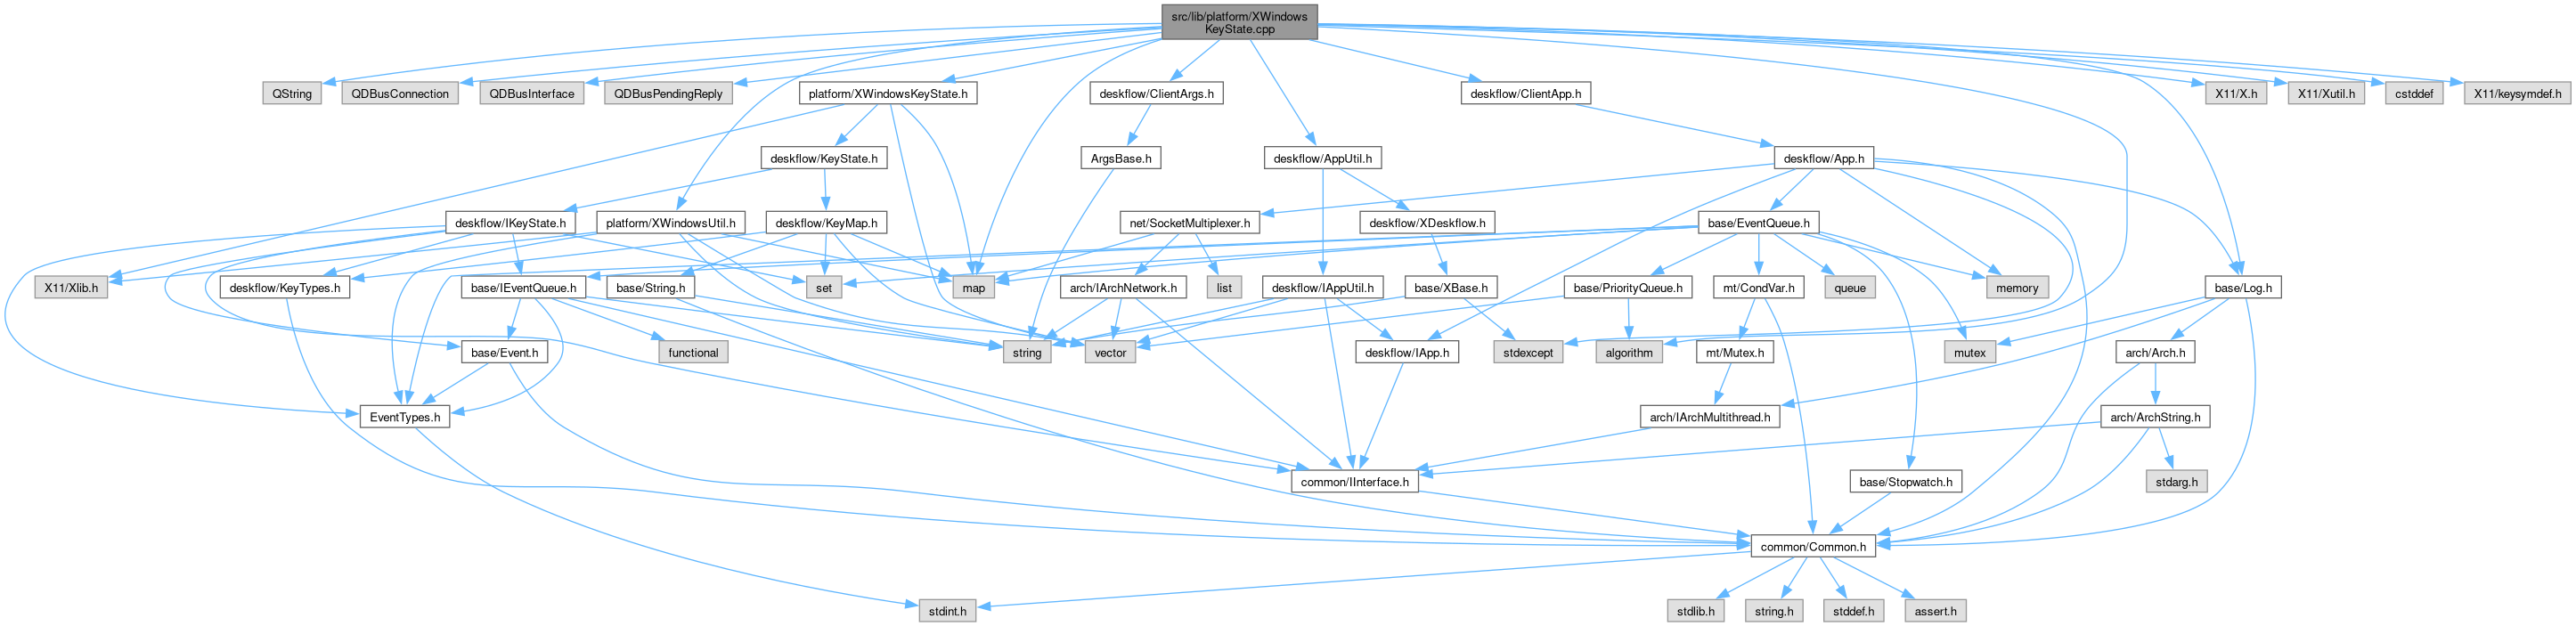 src/lib/platform/XWindows
KeyState.cpp
QString
QDBusConnection
QDBusInterface
QDBusPendingReply
platform/XWindowsKeyState.h
deskflow/ClientArgs.h
deskflow/ClientApp.h
X11/X.h
X11/Xutil.h
cstddef
X11/keysymdef.h
deskflow/KeyState.h
ArgsBase.h
deskflow/AppUtil.h
deskflow/App.h
deskflow/IKeyState.h
platform/XWindowsUtil.h
deskflow/KeyMap.h
net/SocketMultiplexer.h
deskflow/XDeskflow.h
base/EventQueue.h
X11/Xlib.h
deskflow/KeyTypes.h
base/IEventQueue.h
base/String.h
set
map
arch/IArchNetwork.h
list
deskflow/IAppUtil.h
base/XBase.h
base/PriorityQueue.h
mt/CondVar.h
queue
memory
base/Log.h
base/Event.h
functional
string
vector
deskflow/IApp.h
stdexcept
algorithm
mt/Mutex.h
mutex
arch/Arch.h
EventTypes.h
arch/IArchMultithread.h
arch/ArchString.h
common/IInterface.h
base/Stopwatch.h
stdarg.h
common/Common.h
stdint.h
stdlib.h
string.h
stddef.h
assert.h